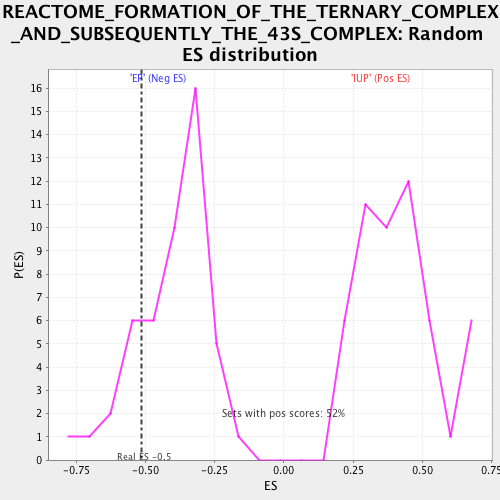 REACTOME_FORMATION_OF_THE_TERNARY_COMPLEX
_AND_SUBSEQUENTLY_THE_43S_COMPLEX: Random
ES distribution
'EP' (Neg ES) 'IUP' (Pos ES)
16
15
14
13
12
11
10
9
8
7
6
5
4
3
2
1
0
P(ES)
Sets with pos scores: 52%
Real ES -0.5
-0.75 -0.50 -0.25 0.00 0.25 0.50 0.75
ES